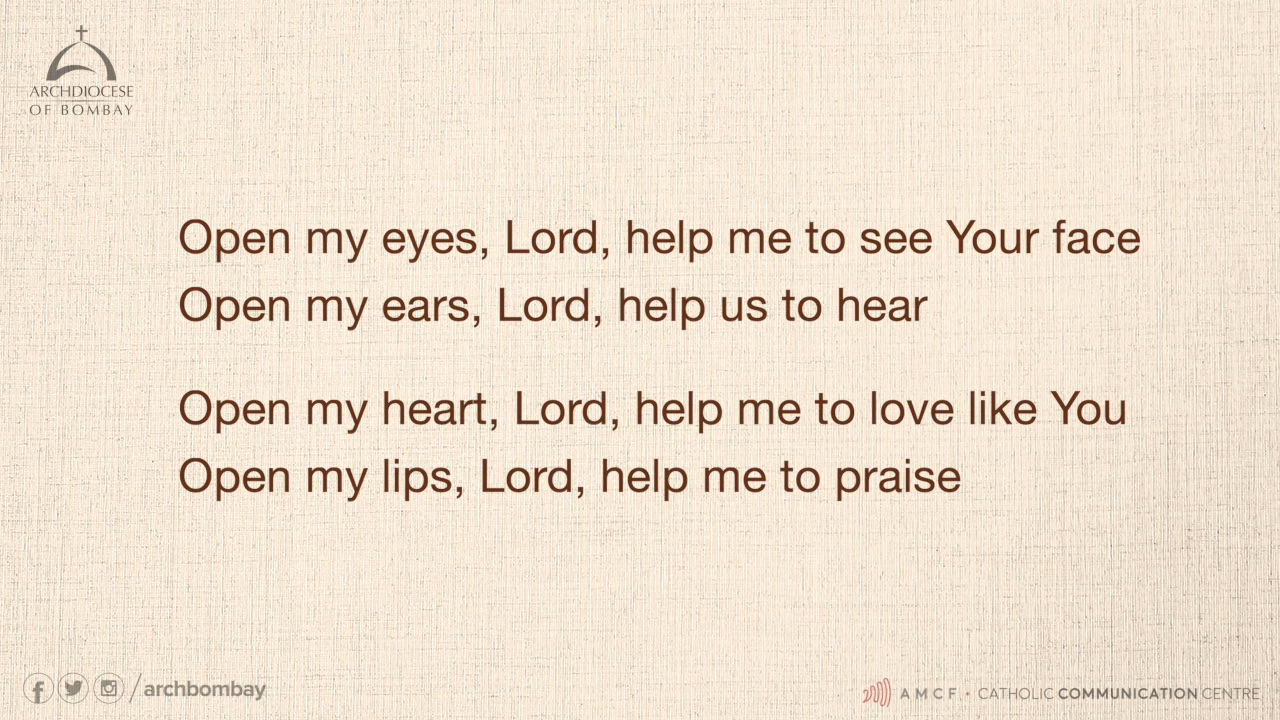 ARCHDIOCESE
OF BOMBAY
Open my eyes, Lord, help me to see Your face
Open my ears, Lord, help us to hear
Open my heart, Lord, help me to love like You
Open my lips, Lord, help me to praise
/archbombay
AMCF • CATHOLIC COMMUNICATION CENTRE